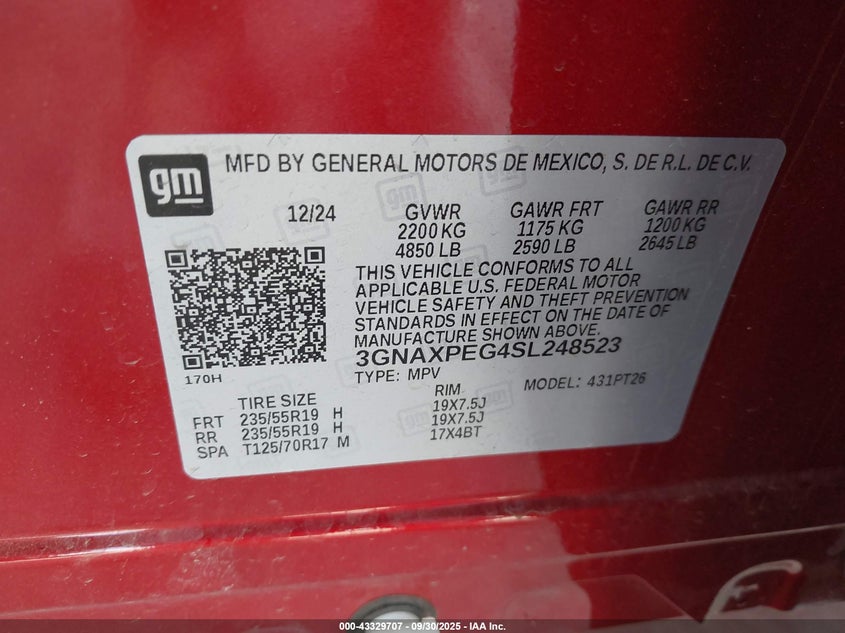 gm
MFD BY GENERAL MOTORS DE MEXICO, S. DE R.L. DE C.V.
12/24 GVWR GAWR FRT GAWR RR
2200 KG 1175 KG 1200 KG
4850 LB 2590 LB 2645 LB
THIS VEHICLE CONFORMS TO ALL
APPLICABLE U.S. FEDERAL MOTOR
VEHICLE SAFETY AND THEFT PREVENTION
STANDARDS IN EFFECT ON THE DATE OF
MANUFACTURE SHOWN ABOVE.
3GNAXPEG4SL248523
170H
TYPE: MPV MODEL: 431PT26
TIRE SIZE RIM
FRT 235/55R19 H 19X7.5J
RR 235/55R19 H 19X7.5J
SPA T125/70R17 M 17X4BT
000-43329707 - 09/30/2025 - IAA Inc.